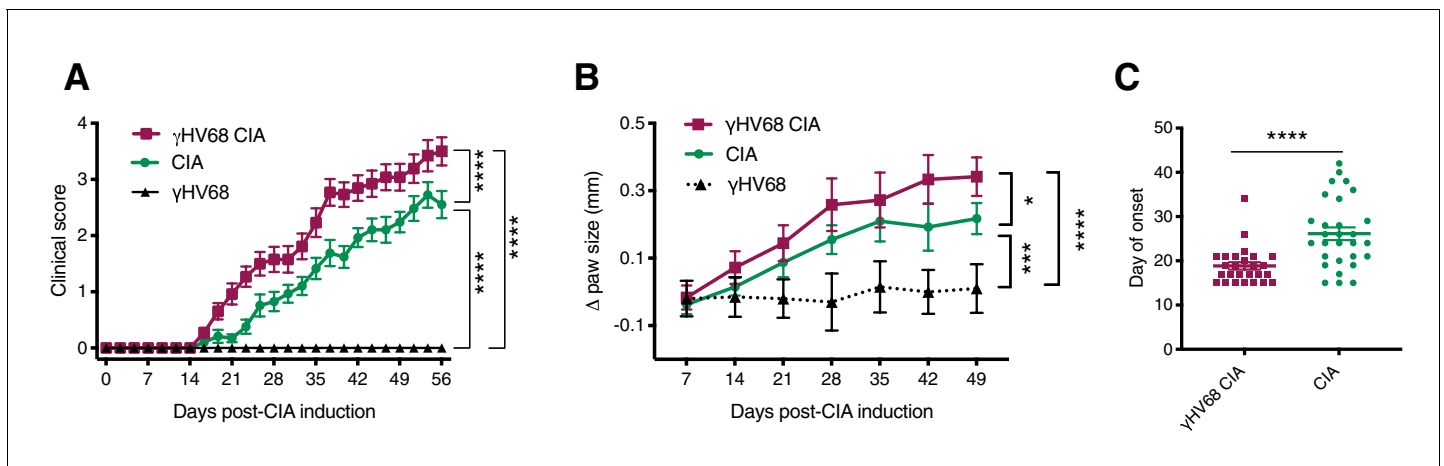 A
4
3
2
1
0
Clinical score
γHV68 CIA
CIA
γHV68
****
****
****
0 7 14 21 28 35 42 49 56
Days post-CIA induction
B
0.5
0.3
0.1
-0.1
Δ paw size (mm)
γHV68 CIA
CIA
γHV68
*
***
****
7 14 21 28 35 42 49
Days post-CIA induction
C
50
40
30
20
10
0
Day of onset
****
γHV68 CIA
CIA